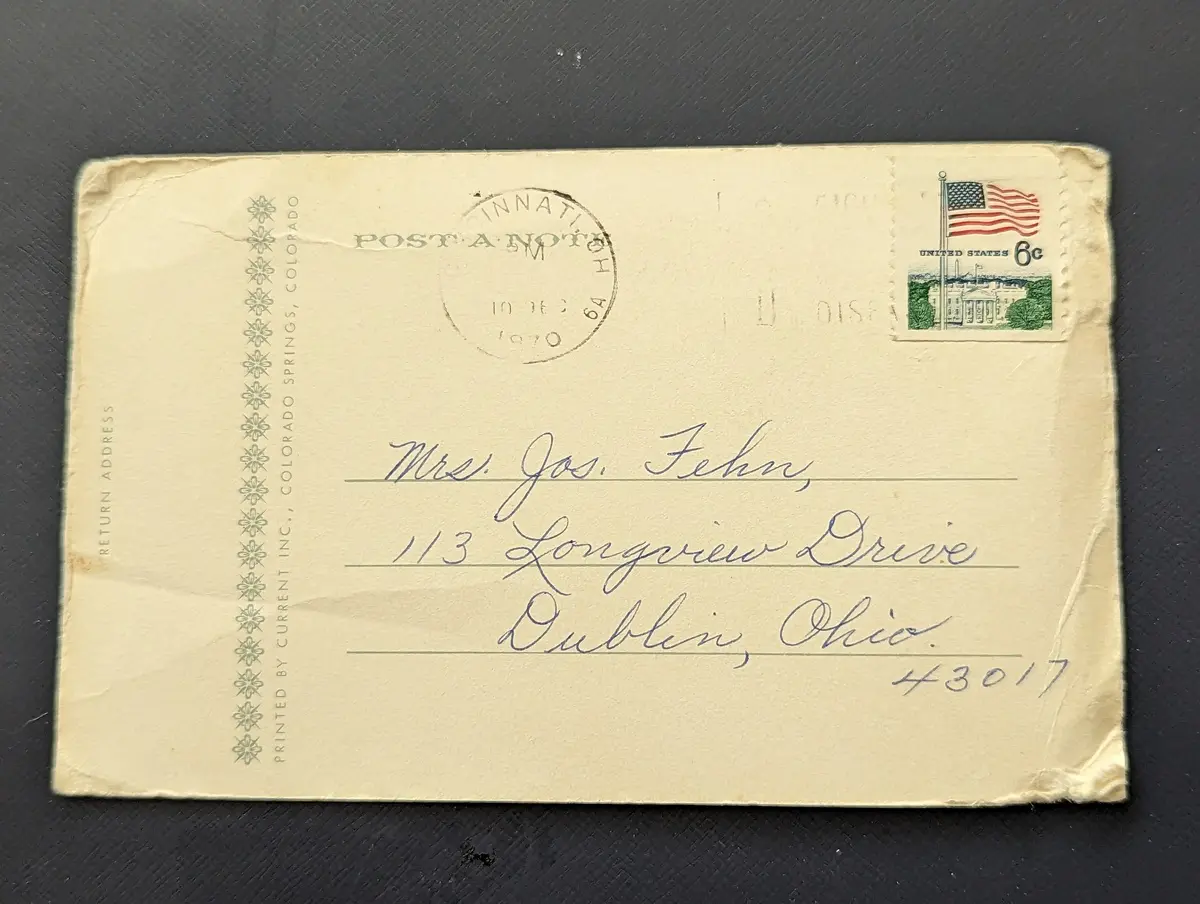 INNATI, OH
PM
10 DEC
1970
6A
POST-A-NOTE
UNITED STATES 6c
RETURN ADDRESS
PRINTED BY CURRENT INC., COLORADO SPRINGS, COLORADO
Mrs. Jos. Fehn,
113 Longview Drive
Dublin, Ohio.
43017